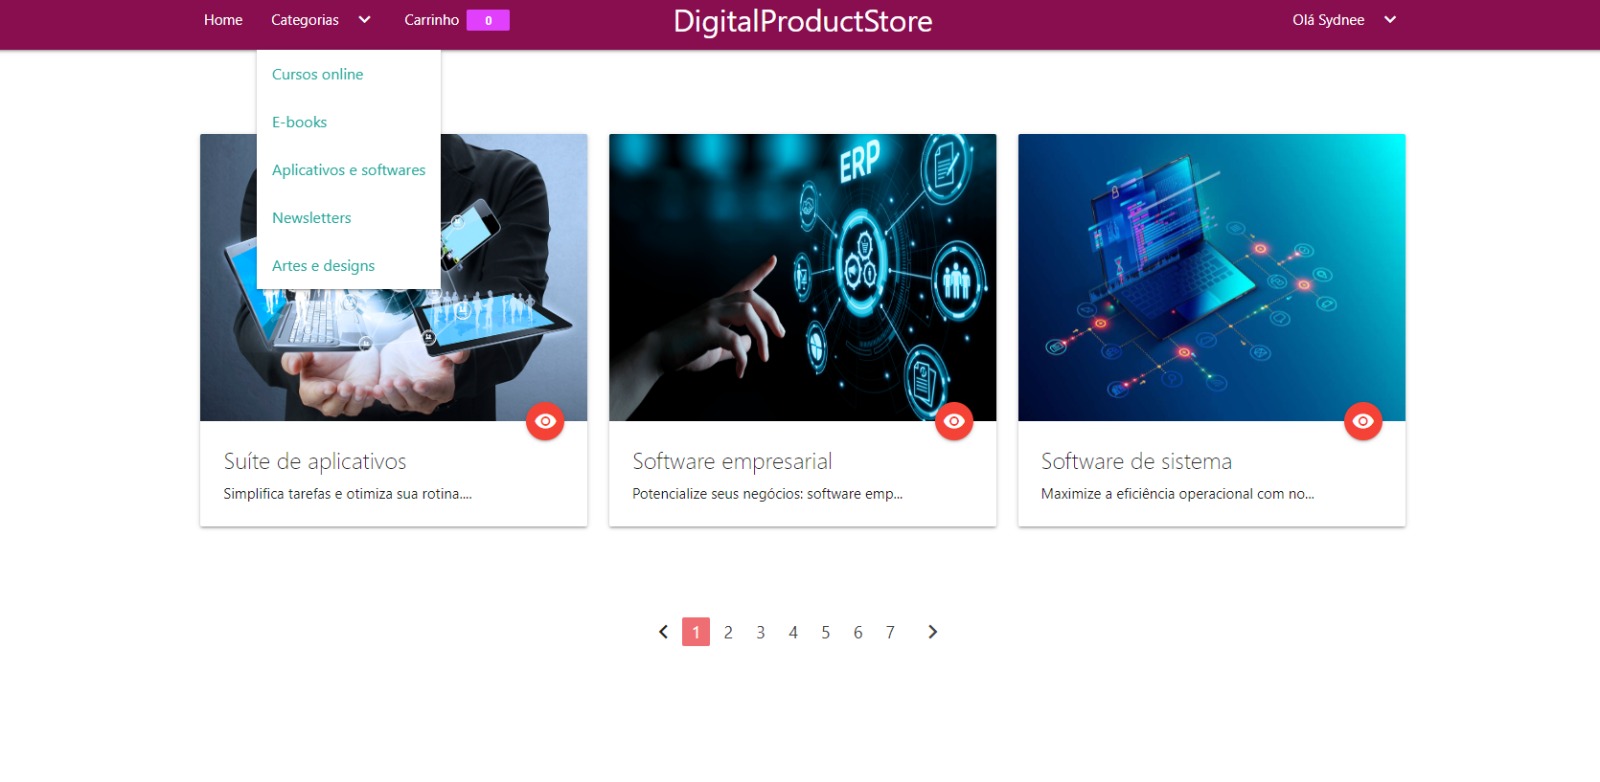 Home Categorias Carrinho 0 DigitalProductStore Olá Sydnee
Cursos online
E-books
Aplicativos e softwares
Newsletters
Artes e designs
ERP
Suíte de aplicativos
Simplifica tarefas e otimiza sua rotina....
Software empresarial
Potencialize seus negócios: software emp...
Software de sistema
Maximize a eficiência operacional com no...
1 2 3 4 5 6 7